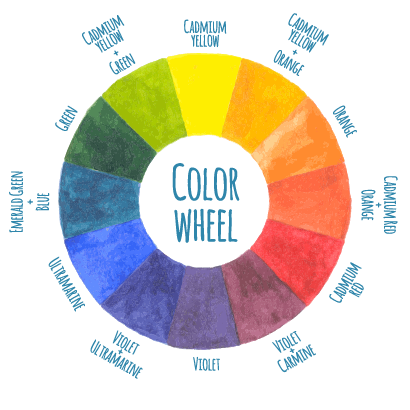 COLOR
WHEEL
CADMIUM
YELLOW
CADMIUM
YELLOW
+
ORANGE
ORANGE
CADMIUM RED
+
ORANGE
CADMIUM
RED
VIOLET
+
CARMINE
VIOLET
VIOLET
+
ULTRAMARINE
ULTRAMARINE
EMERALD GREEN
+
BLUE
GREEN
CADMIUM
YELLOW
+
GREEN